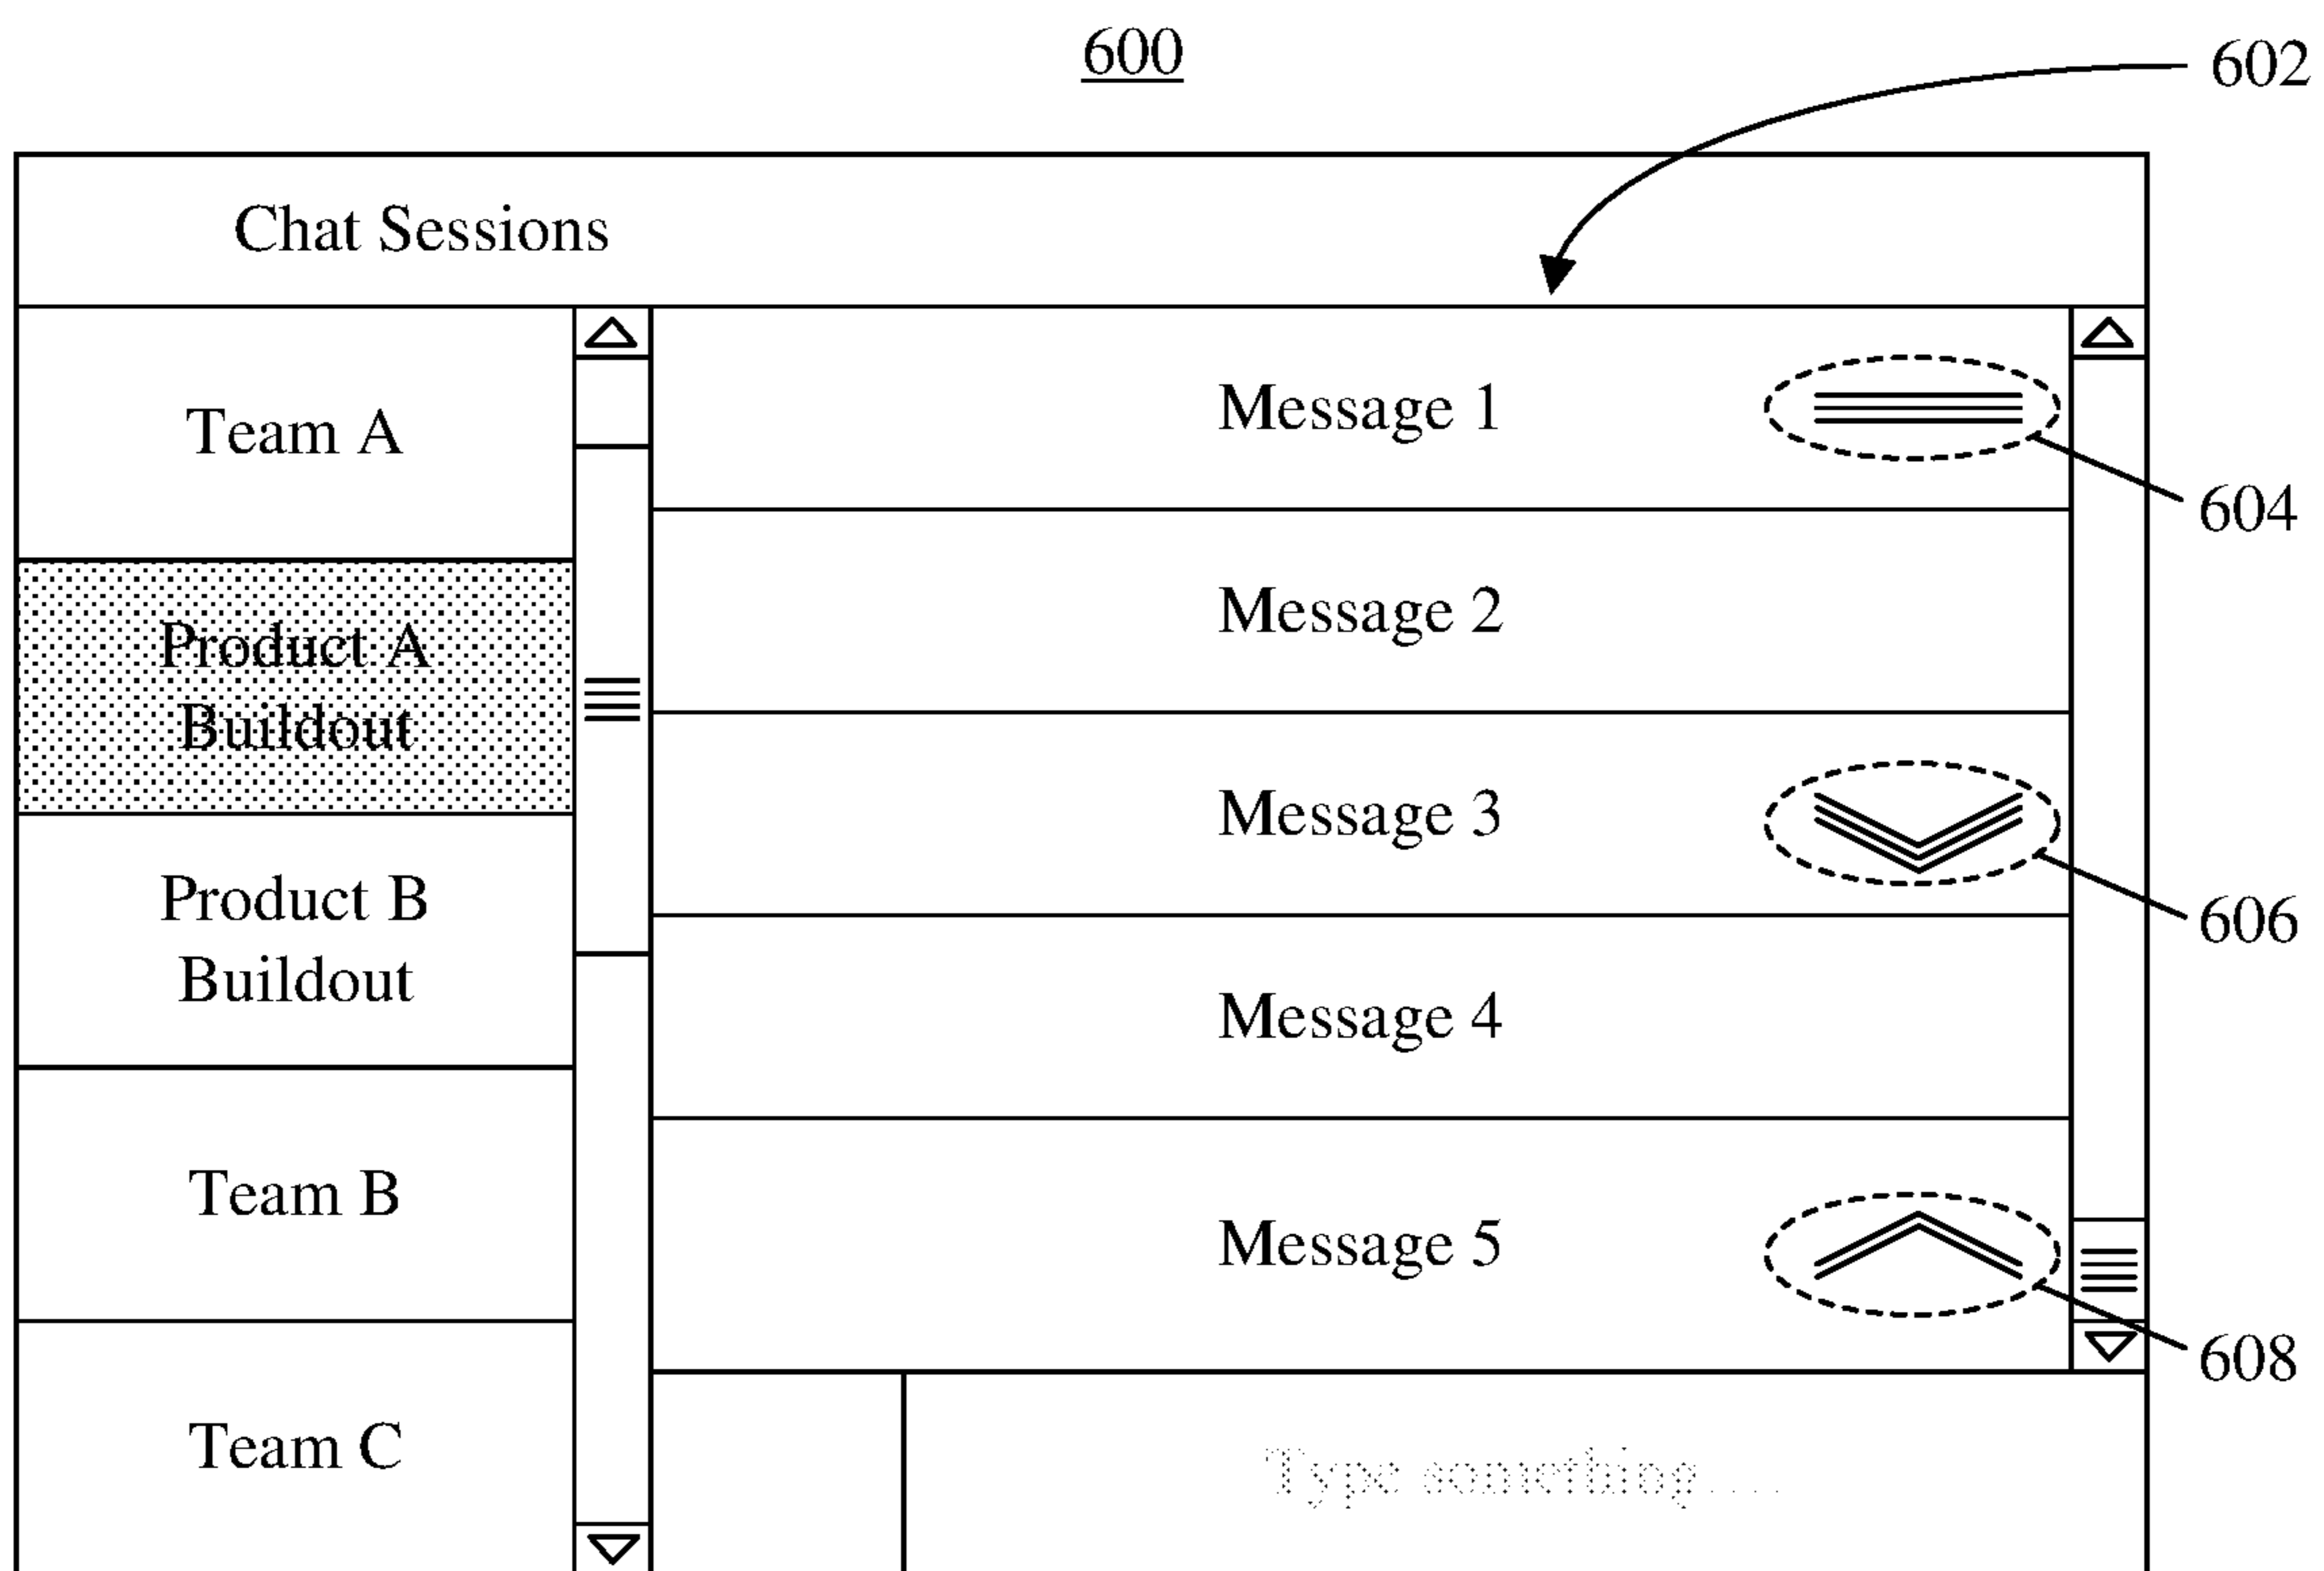 600
602
Chat Sessions
Team A
Product A
Buildout
Product B
Buildout
Team B
Team C
Message 1
604
Message 2
Message 3
606
Message 4
Message 5
608
Type something....